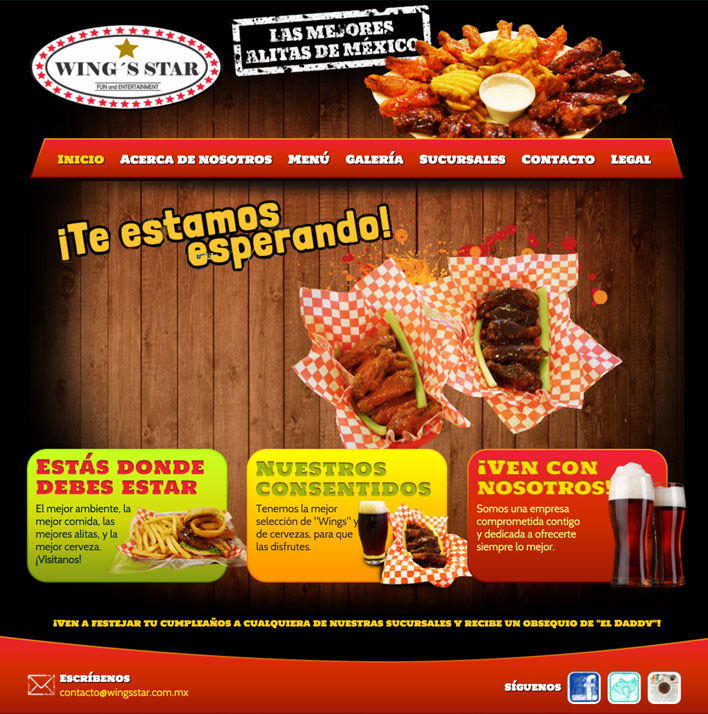 WING´S STAR
FUN and ENTERTAINMENT
LAS MEJORES
ALITAS DE MÉXICO
INICIO ACERCA DE NOSOTROS MENÚ GALERÍA SUCURSALES CONTACTO LEGAL
¡Te estamos
esperando!
ESTÁS DONDE
DEBES ESTAR
El mejor ambiente, la
mejor comida, las
mejores alitas, y la
mejor cerveza.
¡Visitanos!
NUESTROS
CONSENTIDOS
Tenemos la mejor
selección de "Wings" y
de cervezas, para que
las disfrutes.
¡VEN CON
NOSOTROS!
Somos una empresa
comprometida contigo
y dedicada a ofrecerte
siempre lo mejor.
¡VEN A FESTEJAR TU CUMPLEAÑOS A CUALQUIERA DE NUESTRAS SUCURSALES Y RECIBE UN OBSEQUIO DE "EL DADDY"!
ESCRÍBENOS
contacto@wingsstar.com.mx
SÍGUENOS